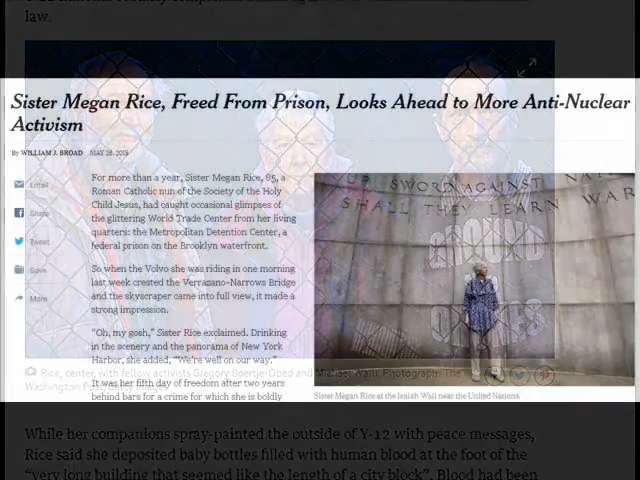 law.
Sister Megan Rice, Freed From Prison, Looks Ahead to More Anti-Nuclear
Activism
By WILLIAM J. BROAD MAY 26, 2015
Email
Share
Tweet
Save
More
For more than a year, Sister Megan Rice, 85, a
Roman Catholic nun of the Society of the Holy
Child Jesus, had caught occasional glimpses of
the glittering World Trade Center from her living
quarters: the Metropolitan Detention Center, a
federal prison on the Brooklyn waterfront.
So when the Volvo she was riding in one morning
last week crossed the Verrazano-Narrows Bridge
and the skyscraper came into full view, it made a
strong impression.
"Oh, my gosh," Sister Rice exclaimed. Drinking
in the scenery and the panorama of New York
Harbor, she added, "We're well on our way."
It was her fifth day of freedom after two years
behind bars for a crime for which she is boldly
SWORD AGAINST
SHALL THEY LEARN WAR
GROUND
Sister Megan Rice at the Isaiah Wall near the United Nations
Rice, center, with fellow activists Gregory Boertje-Obed and Michael Walli. Photograph: The
Washington Post/Getty Images
While her companions spray-painted the outside of Y-12 with peace messages,
Rice said she deposited baby bottles filled with human blood at the foot of the
"very long building that seemed like the length of a city block". Blood had been